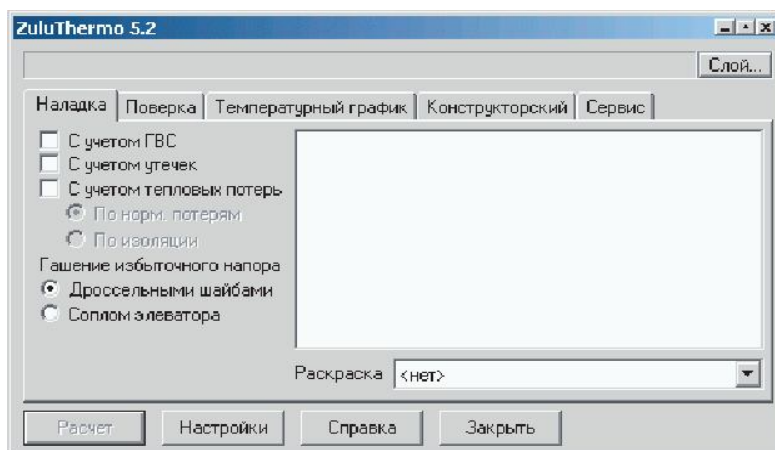 ZuluThermo 5.2
Слой...
Наладка Поверка Температурный график Конструкторский Сервис
С учетом ГВС
С учетом утечек
С учетом тепловых потерь
По норм. потерям
По изоляции
Гашение избыточного напора
Дроссельными шайбами
Соплом элеватора
Раскраска <нет>
Расчет Настройки Справка Закрыть